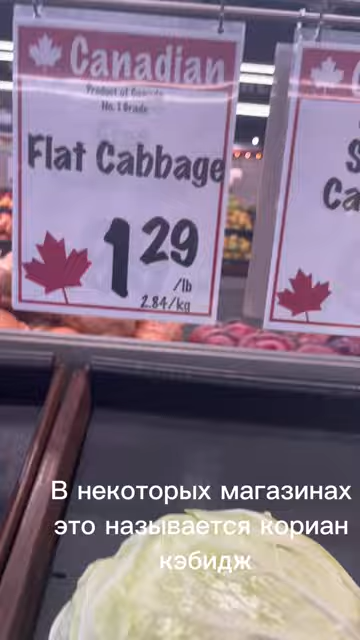 Canadian
Product of Canada
No. 1 Grade
Flat Cabbage
1 29
/lb
2.84/kg
В некоторых магазинах
это называется кориан
кэбидж